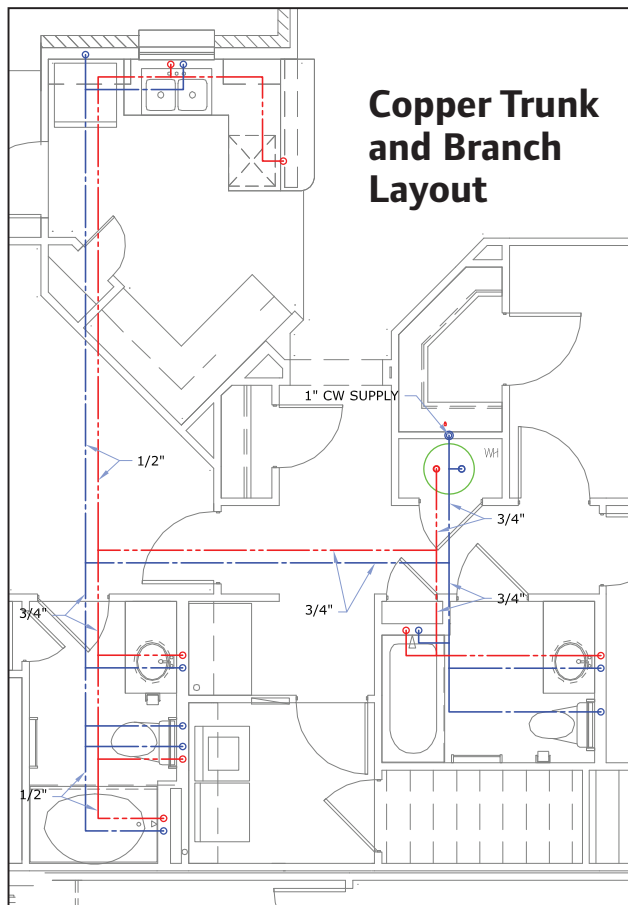 Copper Trunk
and Branch
Layout
1" CW SUPPLY
WH
1/2"
3/4"
3/4"
3/4"
3/4"
1/2"